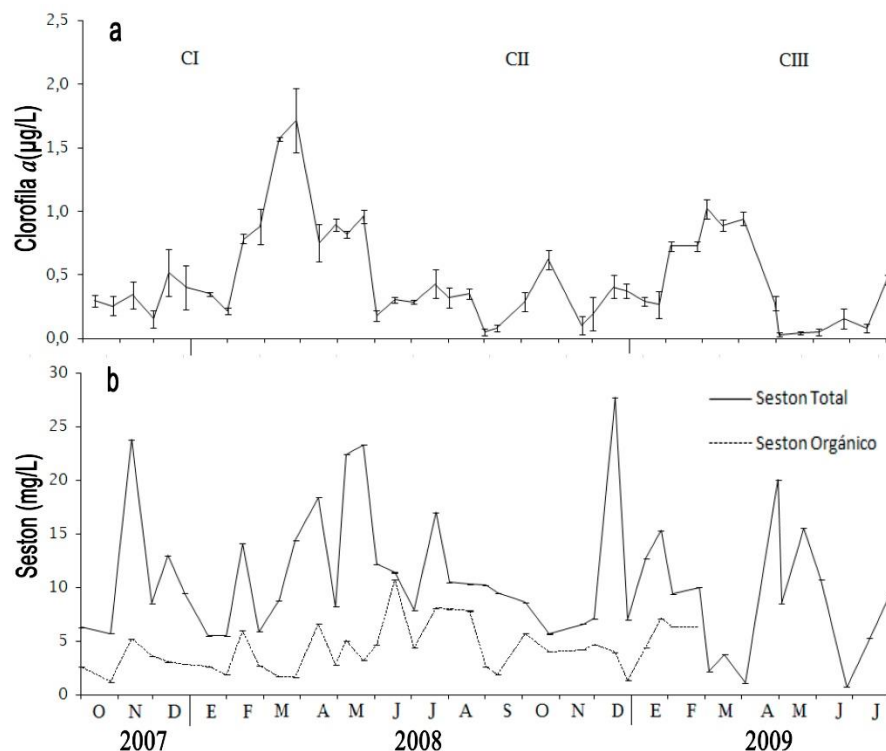 a
CI
CII
CIII
Clorofila a(µg/L)
2,5
2,0
1,5
1,0
0,5
0,0
b
Seston Total
Seston Orgánico
Seston (mg/L)
30
25
20
15
10
5
0
O N D E F M A M J J A S O N D E F M A M J J
2007 2008 2009